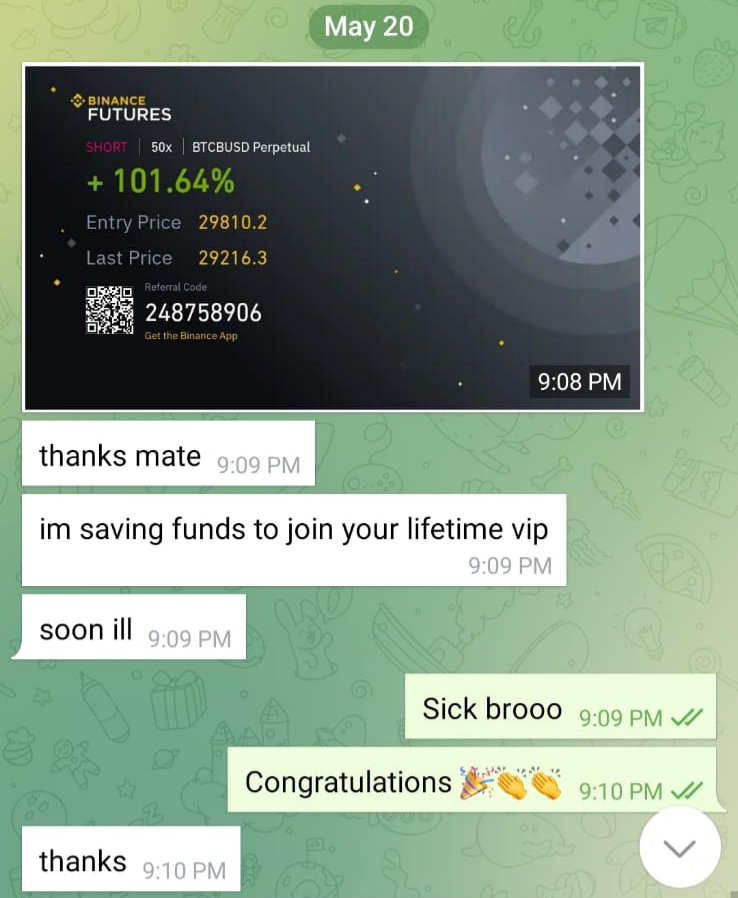 May 20
BINANCE
FUTURES
SHORT | 50x | BTCBUSD Perpetual
+ 101.64%
Entry Price 29810.2
Last Price 29216.3
Referral Code
248758906
Get the Binance App
9:08 PM
thanks mate 9:09 PM
im saving funds to join your lifetime vip
9:09 PM
soon ill 9:09 PM
Sick brooo 9:09 PM
Congratulations 🎉👏👏 9:10 PM
thanks 9:10 PM